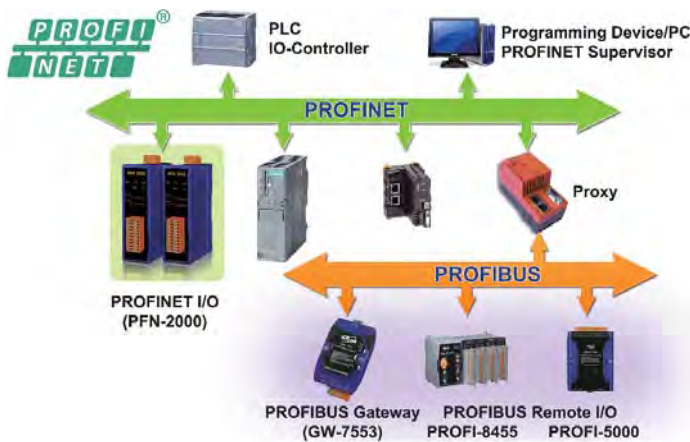 PROFI
NET
®
PLC
IO-Controller
Programming Device/PC
PROFINET Supervisor
PROFINET
Proxy
PROFIBUS
PROFINET I/O
(PFN-2000)
PROFIBUS Gateway
(GW-7553)
PROFIBUS Remote I/O
PROFI-8455
PROFI-5000